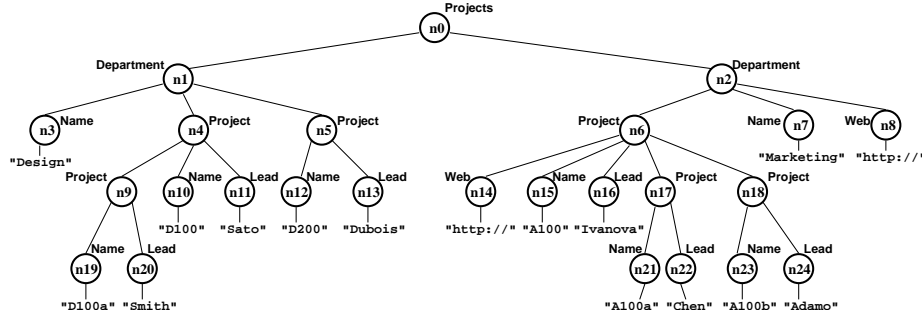 Projects
n0
Department Department
n1 n2
Name Project Project Project Name Web
n3 n4 n5 n6 n7 n8
"Design" "Marketing" "http://"
Project Name Lead Name Lead Web Name Lead Project Project
n9 n10 n11 n12 n13 n14 n15 n16 n17 n18
"D100" "Sato" "D200" "Dubois" "http://" "A100" "Ivanova"
Name Lead Name Lead Name Lead
n19 n20 n21 n22 n23 n24
"D100a" "Smith" "A100a" "Chen" "A100b" "Adamo"